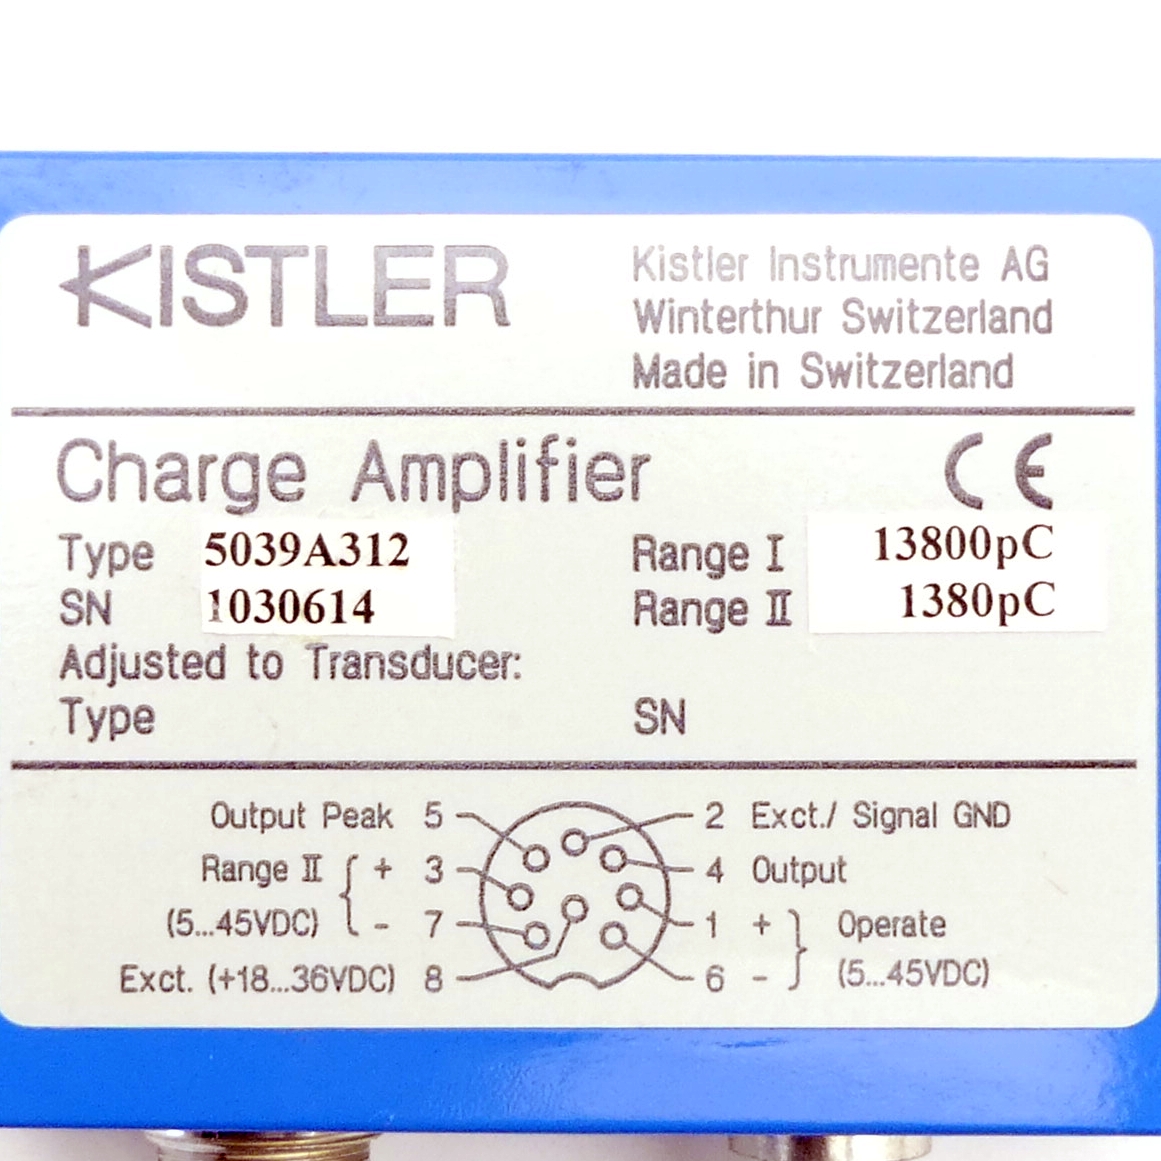 KISTLER
Kistler Instrumente AG
Winterthur Switzerland
Made in Switzerland
Charge Amplifier CE
Type 5039A312 Range I 13800pC
SN 1030614 Range II 1380pC
Adjusted to Transducer:
Type SN
Output Peak 5 2 Exct./ Signal GND
Range II + 3 4 Output
(5...45VDC) - 7 1 + Operate
Exct. (+18...36VDC) 8 6 - (5...45VDC)